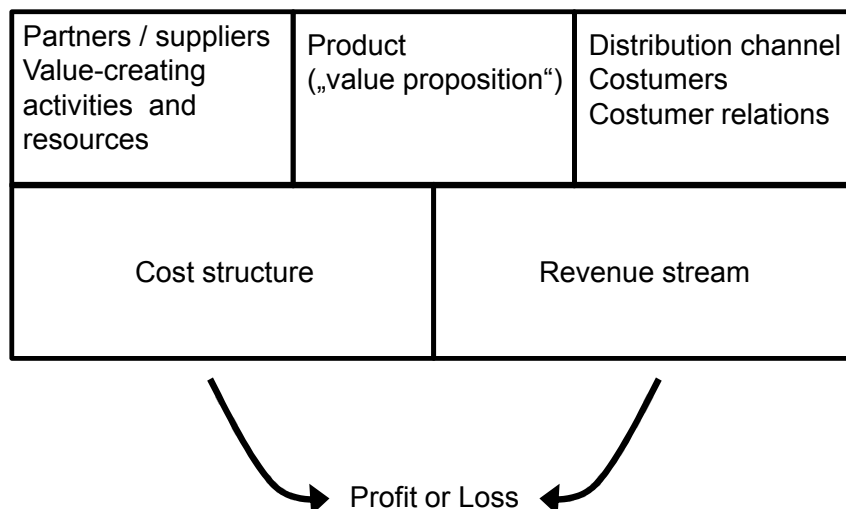 Partners / suppliers
Value-creating
activities and
resources
Product
(„value proposition“)
Distribution channel
Costumers
Costumer relations
Cost structure
Revenue stream
Profit or Loss